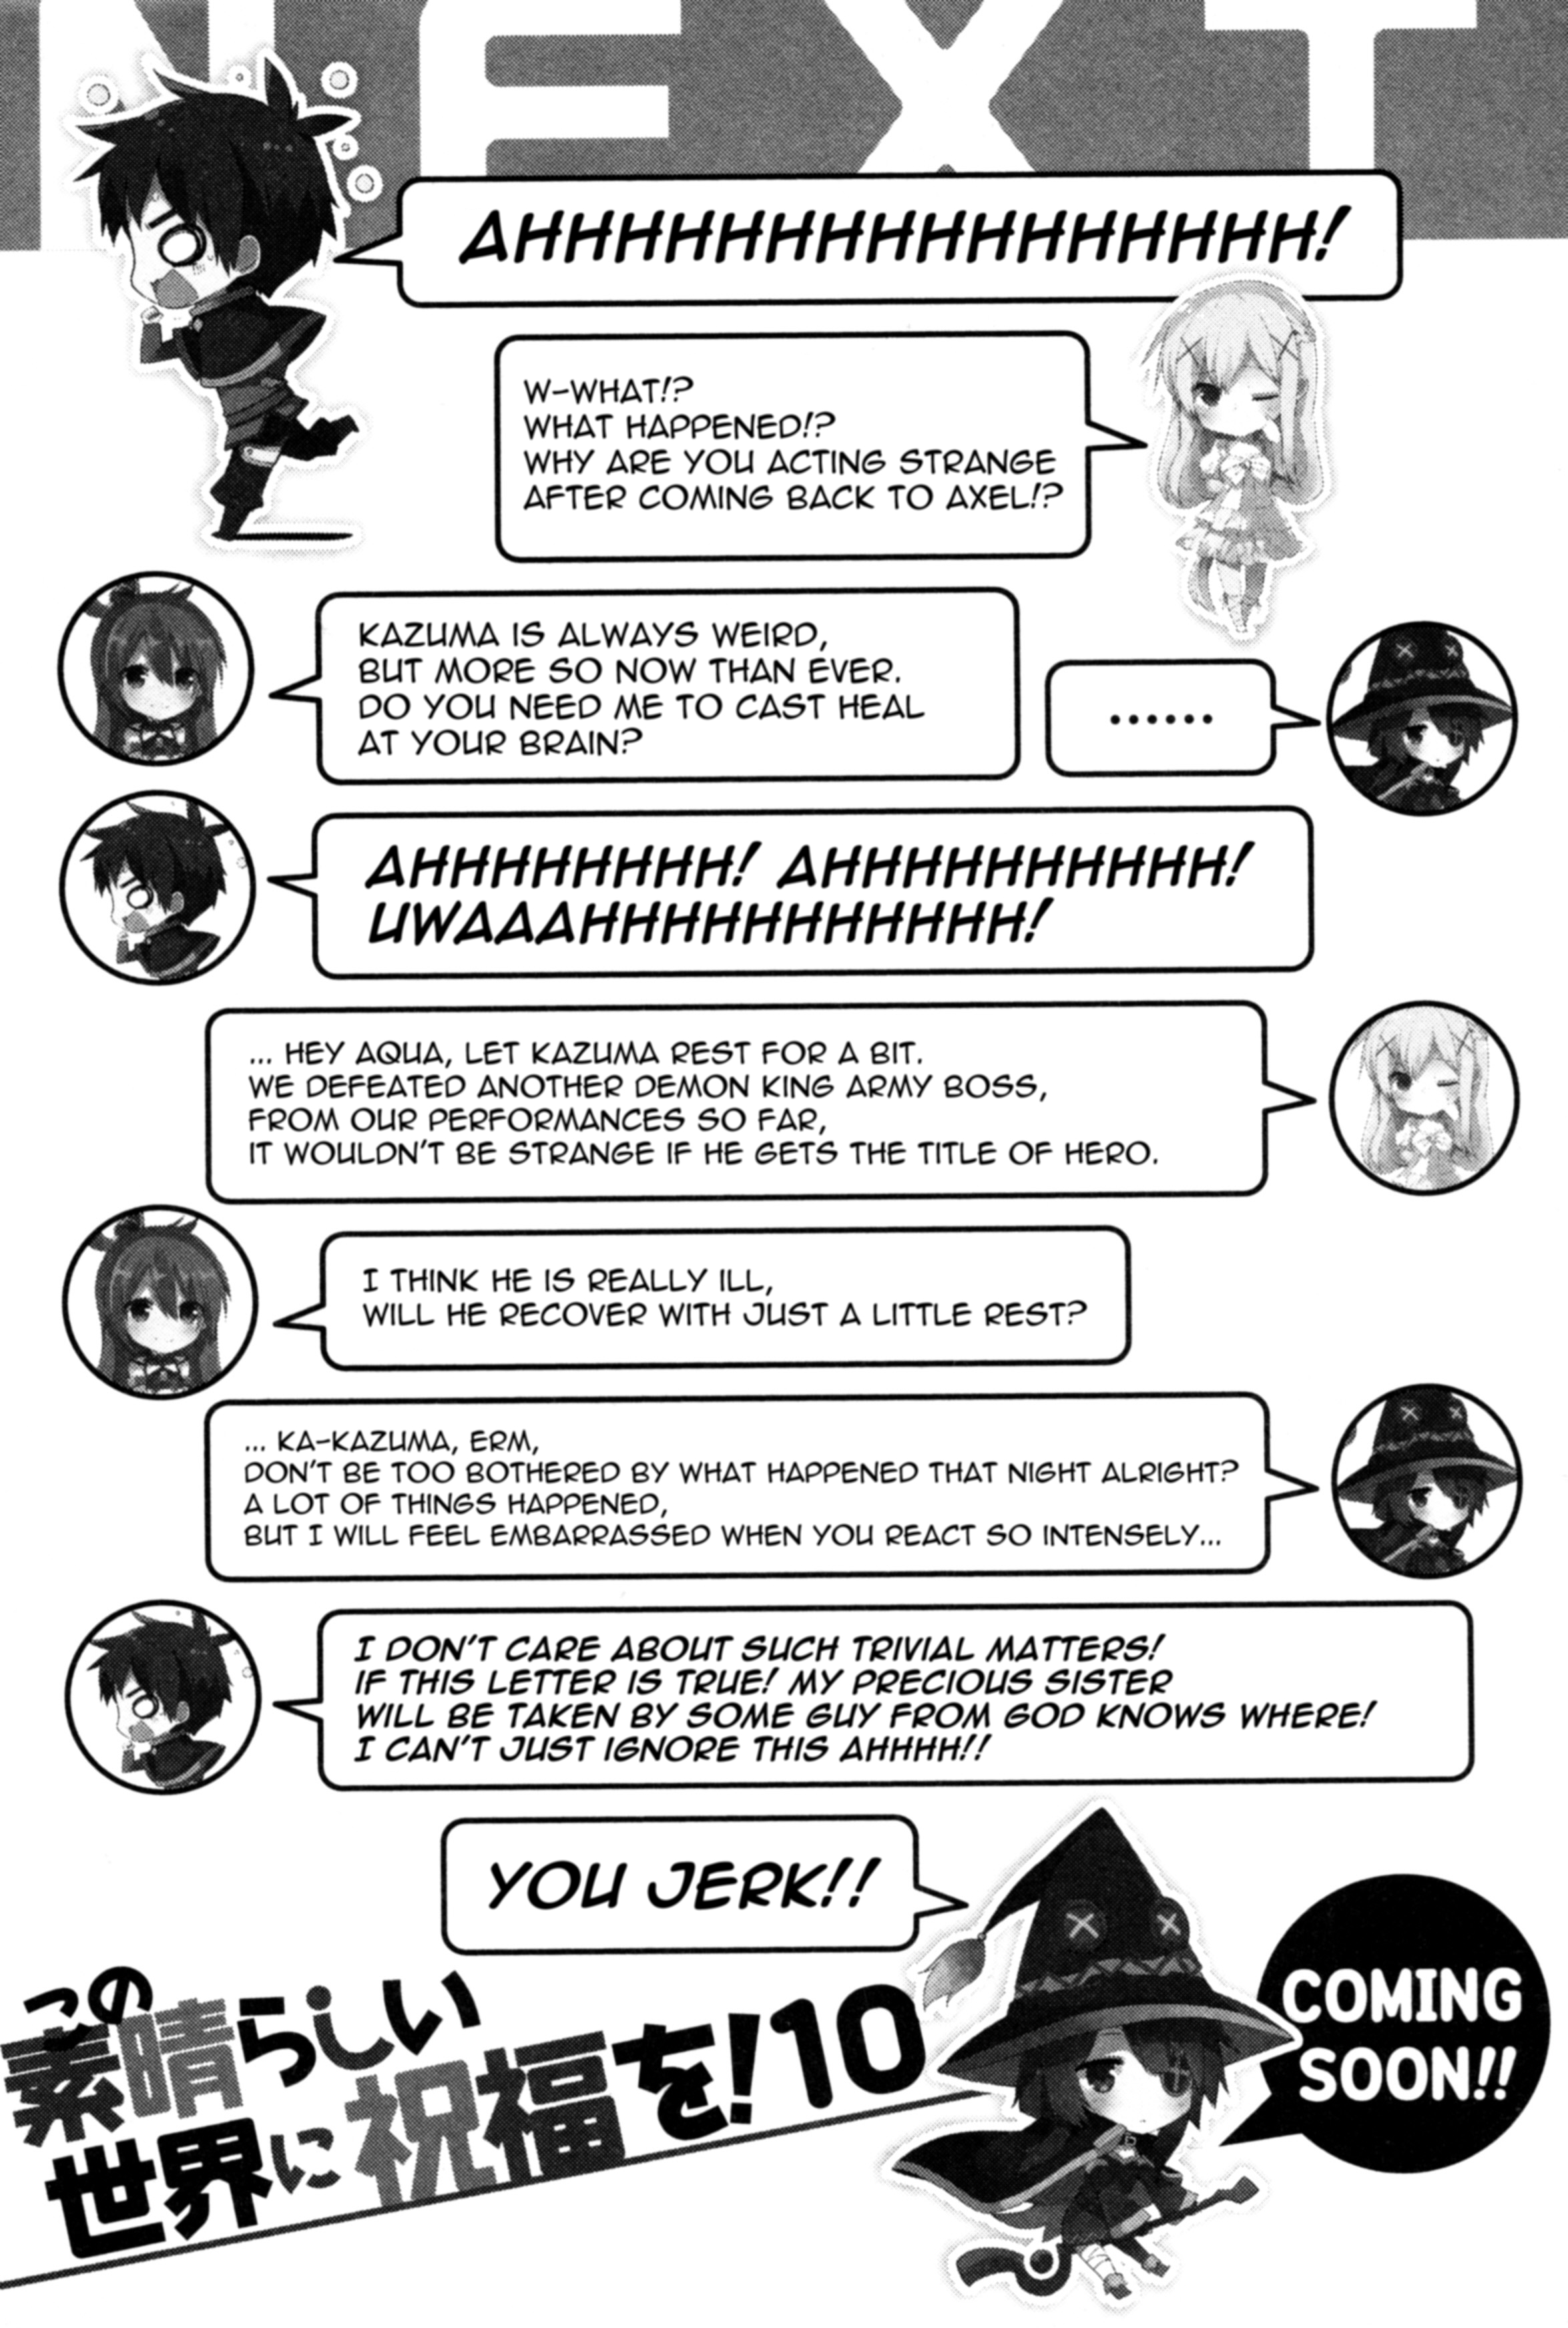 NEXT
AHHHHHHHHHHHHHHHHH!
W-WHAT!?
WHAT HAPPENED!?
WHY ARE YOU ACTING STRANGE
AFTER COMING BACK TO AXEL!?
KAZUMA IS ALWAYS WEIRD,
BUT MORE SO NOW THAN EVER.
DO YOU NEED ME TO CAST HEAL
AT YOUR BRAIN?
......
AHHHHHHHHH! AHHHHHHHHHHH!
UWAAAAHHHHHHHHHHHH!
... HEY AQUA, LET KAZUMA REST FOR A BIT.
WE DEFEATED ANOTHER DEMON KING ARMY BOSS,
FROM OUR PERFORMANCES SO FAR,
IT WOULDN'T BE STRANGE IF HE GETS THE TITLE OF HERO.
I THINK HE IS REALLY ILL,
WILL HE RECOVER WITH JUST A LITTLE REST?
... KA-KAZUMA, ERM,
DON'T BE TOO BOTHERED BY WHAT HAPPENED THAT NIGHT ALRIGHT?
A LOT OF THINGS HAPPENED,
BUT I WILL FEEL EMBARRASSED WHEN YOU REACT SO INTENSELY...
I DON'T CARE ABOUT SUCH TRIVIAL MATTERS!
IF THIS LETTER IS TRUE! MY PRECIOUS SISTER
WILL BE TAKEN BY SOME GUY FROM GOD KNOWS WHERE!
I CAN'T JUST IGNORE THIS AHHHH!!
YOU JERK!!
この
素晴らしい
世界に祝福を!10
COMING
SOON!!